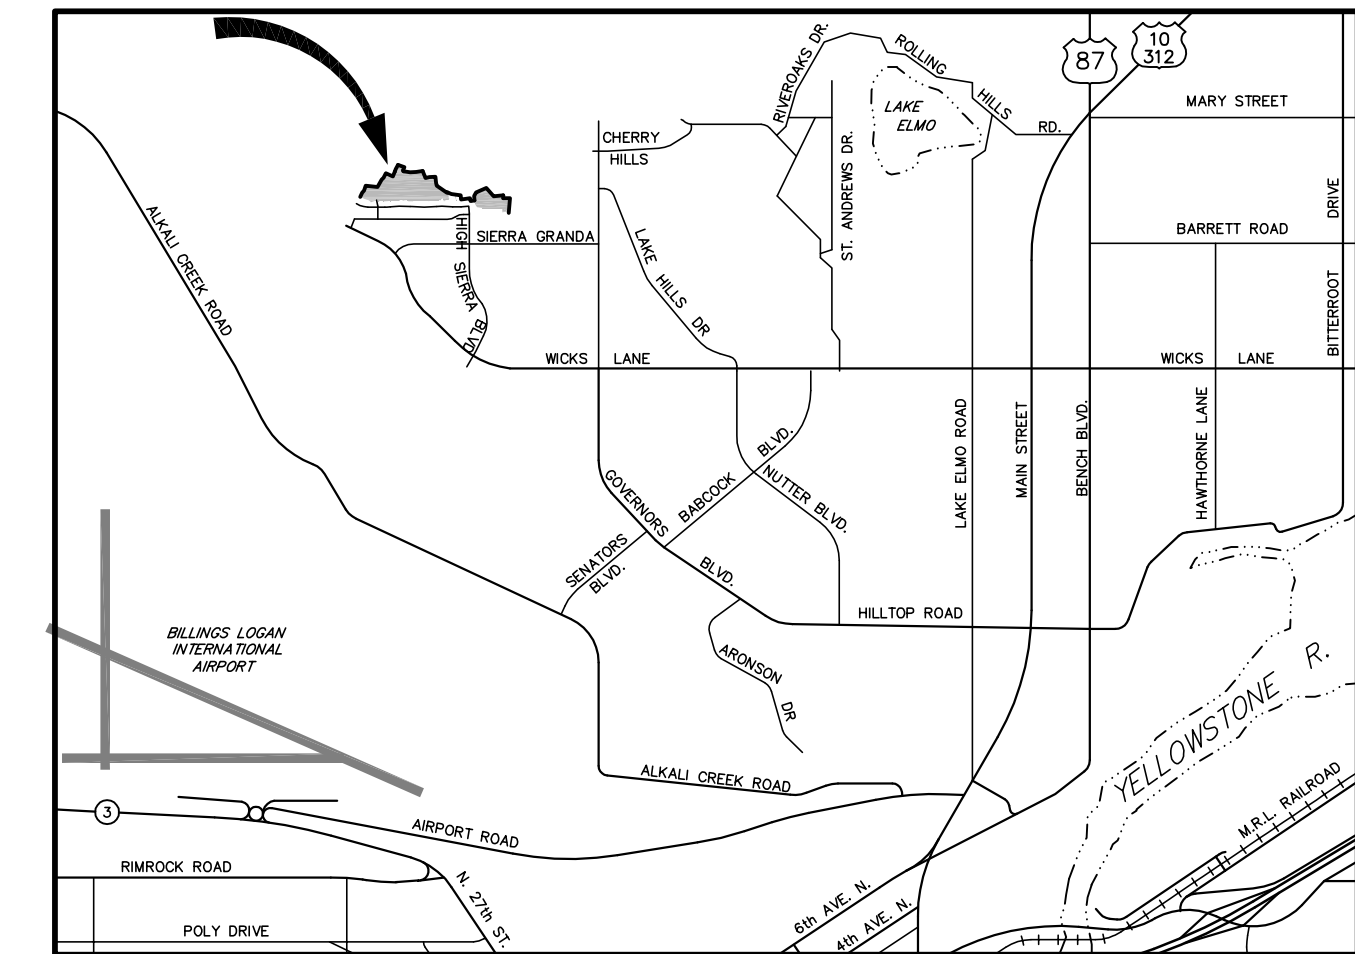 87
10
312
RIVEROAKS DR.
ROLLING
HILLS
RD.
LAKE
ELMO
MARY STREET
CHERRY
HILLS
ST. ANDREWS DR.
BITTERROOT DRIVE
ALKALI CREEK ROAD
HIGH SIERRA BLVD
SIERRA GRANDA
LAKE HILLS DR
BARRETT ROAD
WICKS LANE
WICKS LANE
LAKE ELMO ROAD
MAIN STREET
BENCH BLVD.
HAWTHORNE LANE
GOVERNORS BLVD.
BABCOCK BLVD.
NUTTER BLVD.
SENATORS
BLVD.
HILLTOP ROAD
BILLINGS LOGAN
INTERNATIONAL
AIRPORT
ARONSON DR
YELLOWSTONE R.
ALKALI CREEK ROAD
M.R.L. RAILROAD
3
AIRPORT ROAD
RIMROCK ROAD
N. 27th ST.
6th AVE. N.
4th AVE. N.
POLY DRIVE